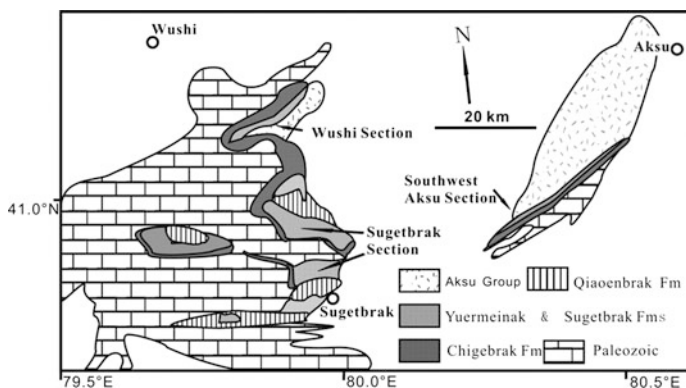 Wushi
Aksu
N
20 km
Wushi Section
Southwest
Aksu Section
41.0°N
Sugetbrak
Section
Aksu Group
Qiaoenbrak Fm
Sugetbrak
Yuermeinak & Sugetbrak Fms
Chigebrak Fm
Paleozoic
79.5°E
80.0°E
80.5°E